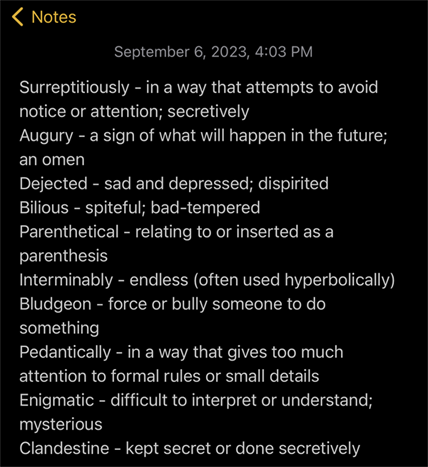 Notes
September 6, 2023, 4:03 PM
Surreptitiously - in a way that attempts to avoid
notice or attention; secretively
Augury - a sign of what will happen in the future;
an omen
Dejected - sad and depressed; dispirited
Bilious - spiteful; bad-tempered
Parenthetical - relating to or inserted as a
parenthesis
Interminably - endless (often used hyperbolically)
Bludgeon - force or bully someone to do
something
Pedantically - in a way that gives too much
attention to formal rules or small details
Enigmatic - difficult to interpret or understand;
mysterious
Clandestine - kept secret or done secretively